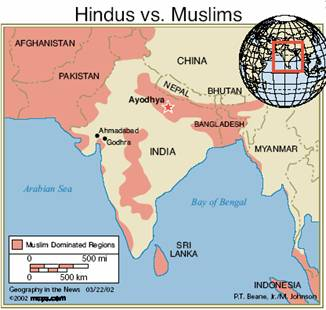 Hindus vs. Muslims
AFGHANISTAN
CHINA
PAKISTAN
NEPAL
BHUTAN
Ayodhya
BANGLADESH
Ahmadabad
Godhra
INDIA
MYANMAR
Arabian Sea
Bay of Bengal
Muslim Dominated Regions
SRI
LANKA
0 500 mi
0 500 km
INDONESIA
Geography in the News 03/22/02
©2002 maps.com
P.T. Beane, Jr./M. Johnson